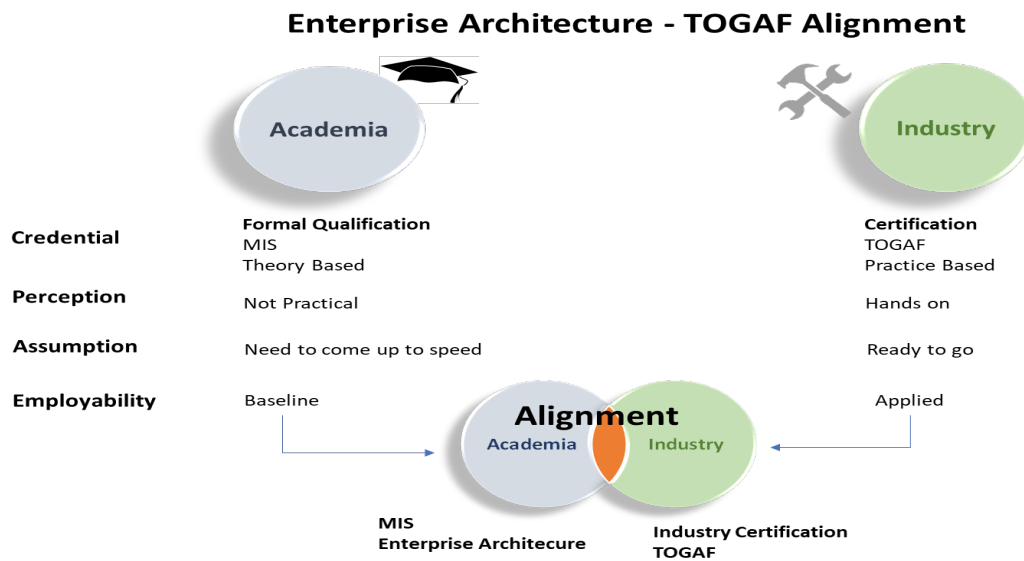 Enterprise Architecture - TOGAF Alignment
Academia
Industry
Credential
Formal Qualification
MIS
Theory Based
Certification
TOGAF
Practice Based
Perception
Not Practical
Hands on
Assumption
Need to come up to speed
Ready to go
Employability
Baseline
Applied
Alignment
Academia
Industry
MIS
Enterprise Architecure
Industry Certification
TOGAF